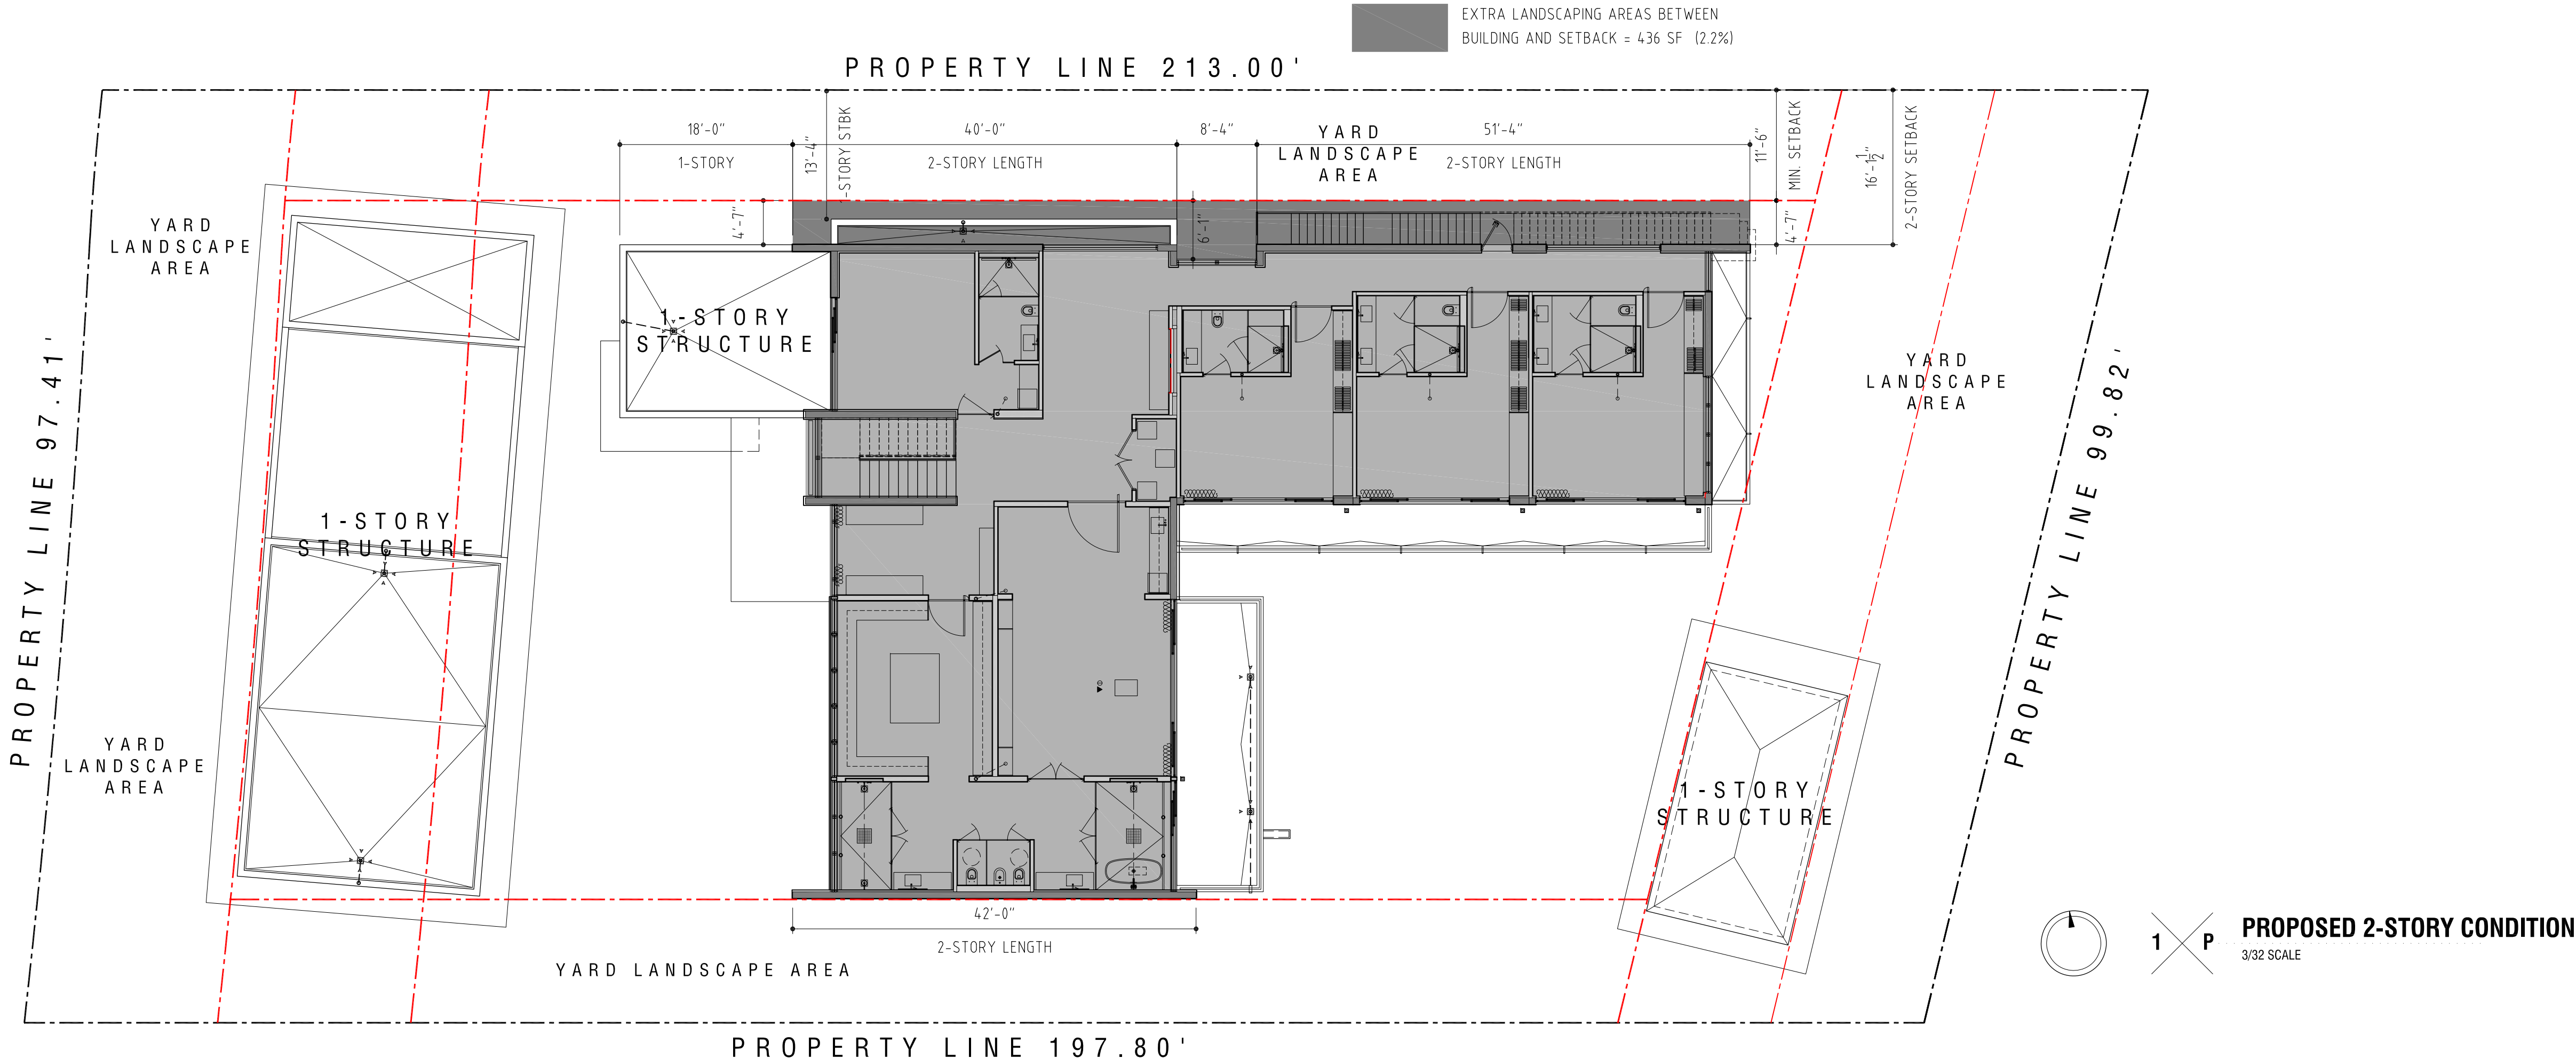 EXTRA LANDSCAPING AREAS BETWEEN
BUILDING AND SETBACK = 436 SF (2.2%)
PROPERTY LINE 213.00'
18'-0"
1-STORY
40'-0"
2-STORY LENGTH
8'-4"
YARD
LANDSCAPE
AREA
51'-4"
2-STORY LENGTH
13'-4"
-STORY STBK
11'-6"
MIN. SETBACK
16'-1 1/2"
2-STORY SETBACK
4'-7"
6'-1"
4'-7"
YARD
LANDSCAPE
AREA
1-STORY
STRUCTURE
YARD
LANDSCAPE
AREA
PROPERTY LINE 97.41'
PROPERTY LINE 99.82'
1-STORY
STRUCTURE
YARD
LANDSCAPE
AREA
1-STORY
STRUCTURE
42'-0"
2-STORY LENGTH
YARD LANDSCAPE AREA
PROPERTY LINE 197.80'
1
P
PROPOSED 2-STORY CONDITION
3/32 SCALE